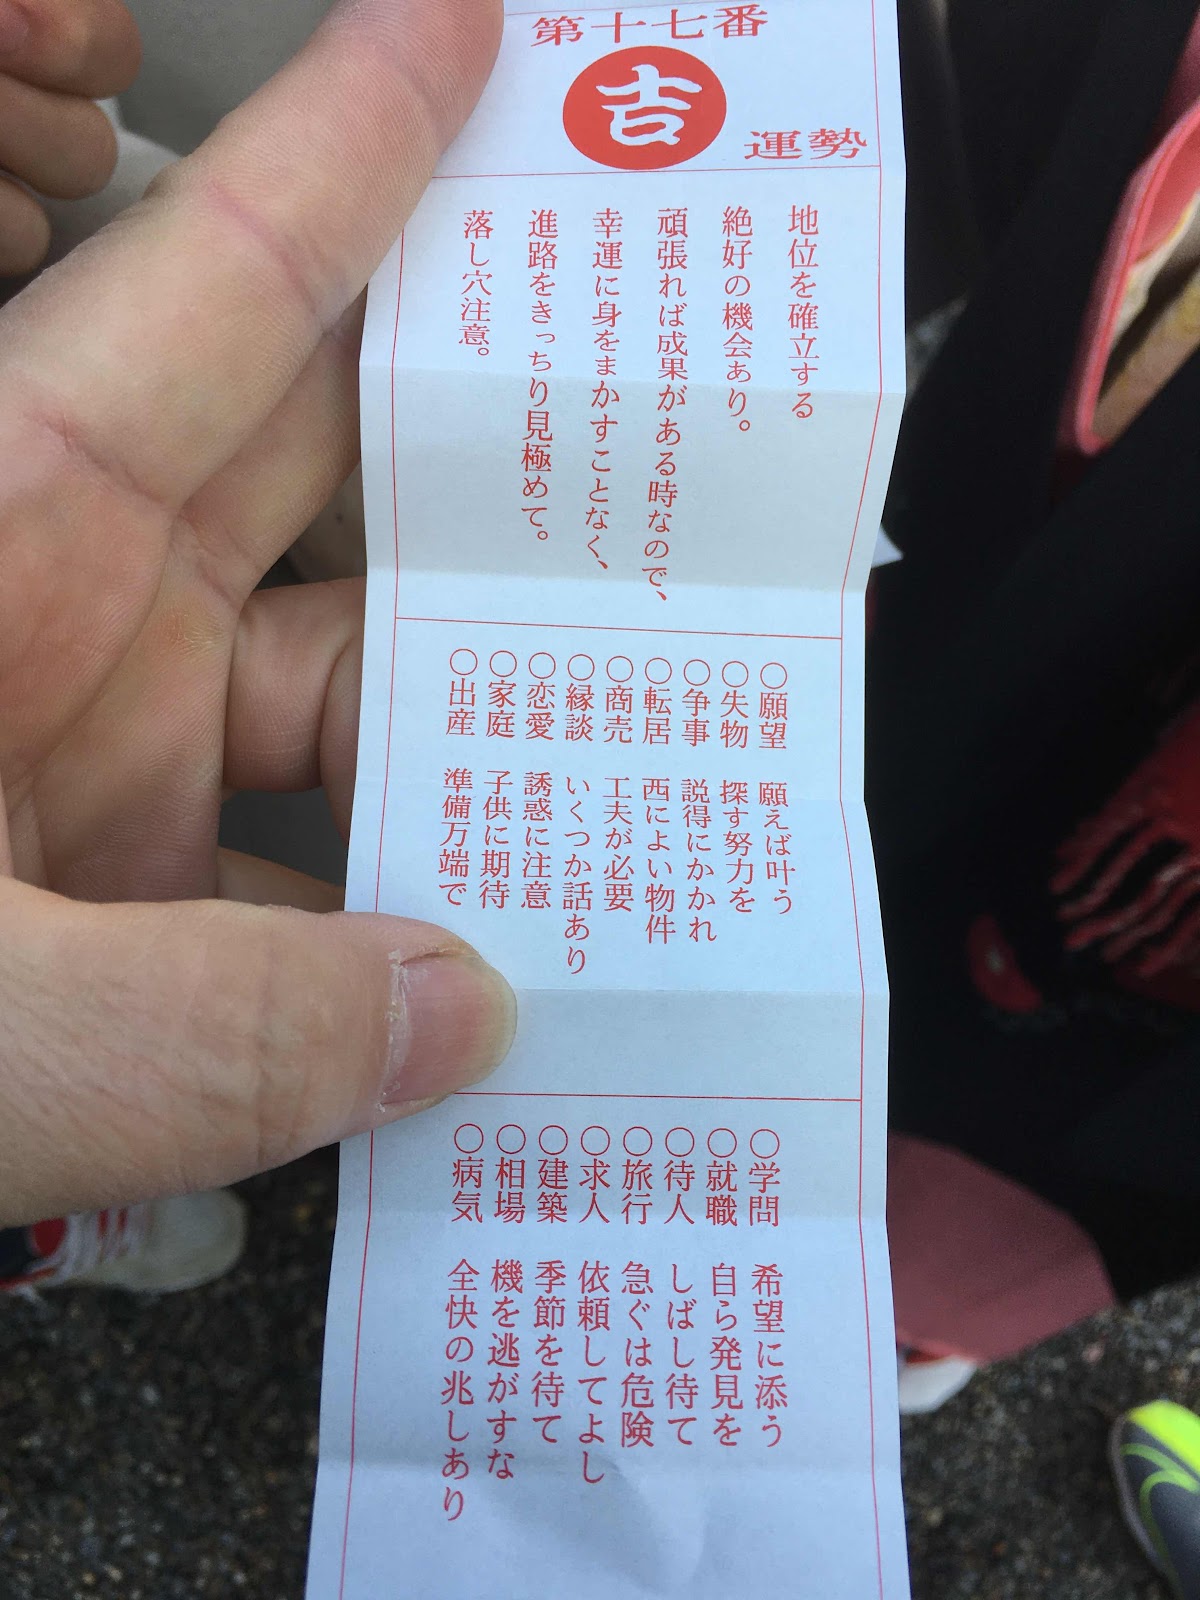 第十七番
吉
運勢
地位を確立する
絶好の機会あり。
頑張れば成果がある時なので、
幸運に身をまかすことなく、
進路をきっちり見極めて。
落し穴注意。
○願望 願えば叶う
○失物 探す努力を
○争事 説得にかかれ
○転居 西によい物件
○商売 工夫が必要
○縁談 いくつか話あり
○恋愛 誘惑に注意
○家庭 子供に期待
○出産 準備万端で
○学問 希望に添う
○就職 自ら発見を
○待人 しばし待て
○旅行 急ぐは危険
○求人 依頼してよし
○建築 季節を待て
○相場 機を逃がすな
○病気 全快の兆しあり